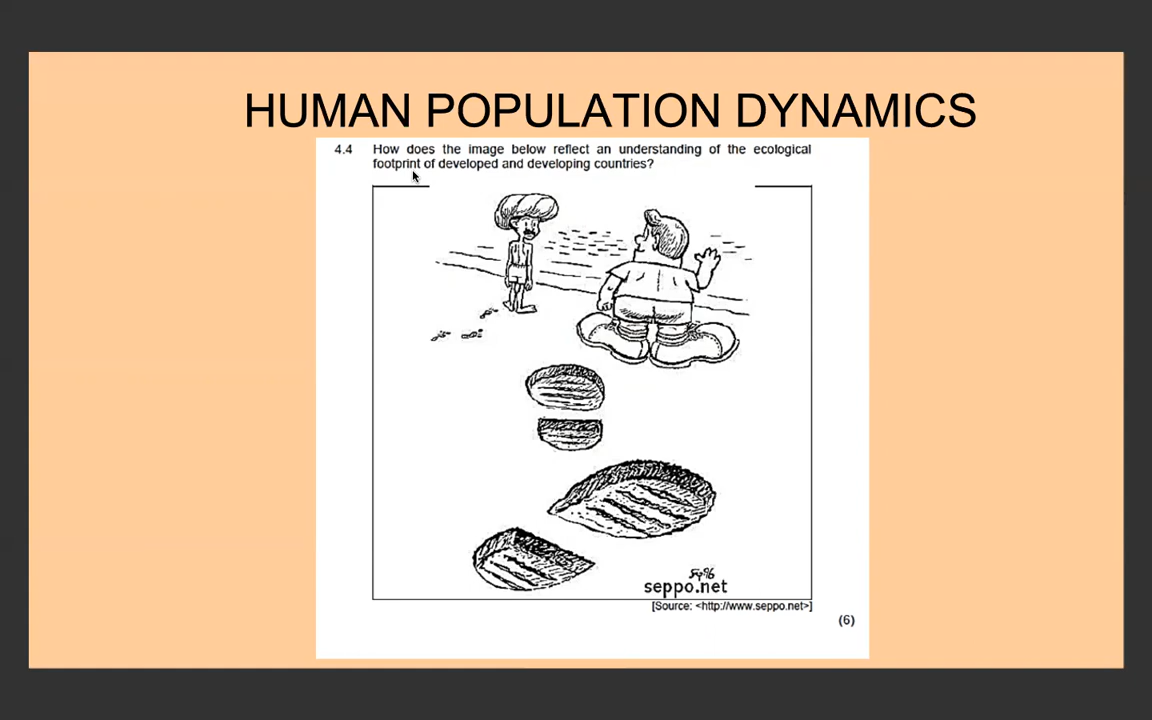 HUMAN POPULATION DYNAMICS
4.4 How does the image below reflect an understanding of the ecological
footprint of developed and developing countries?
seppo.net
[Source: <http://www.seppo.net>]
(6)